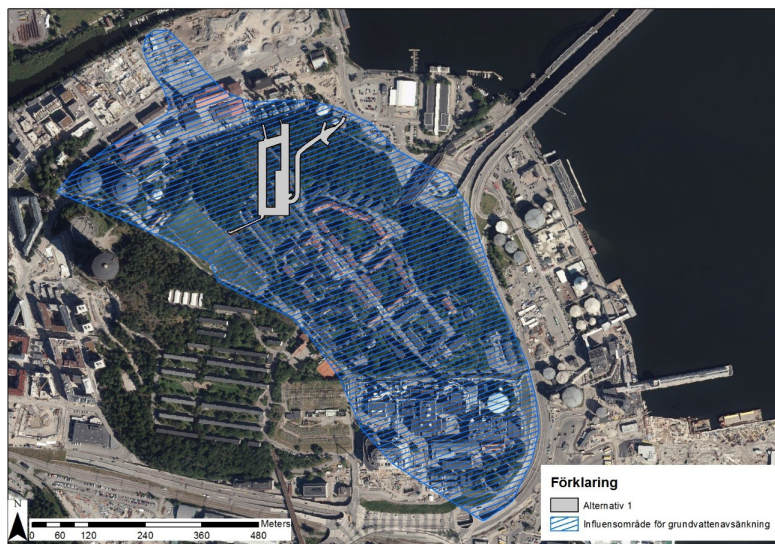 Förklaring
Alternativ 1
Influensområde för grundvattenavsänkning
N
Meters
0 60 120 240 360 480